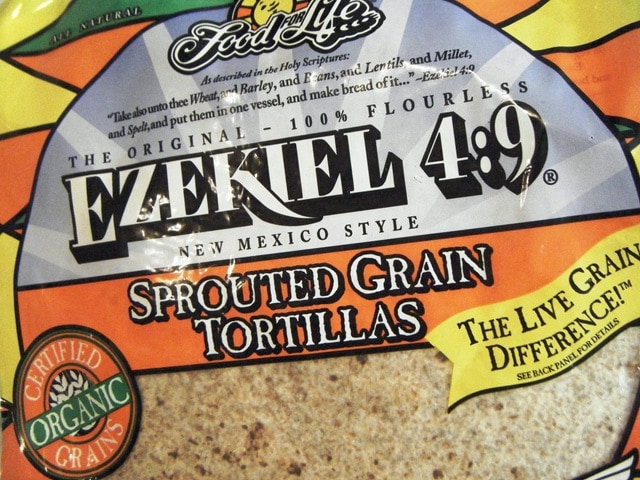 ALL NATURAL
Food FOR Life
As described in the Holy Scriptures:
"Take also unto thee Wheat, and Barley, and Beans, and Lentils, and Millet,
and Spelt, and put them in one vessel, and make bread of it..." –Ezekiel 4:9
THE ORIGINAL – 100% FLOURLESS
EZEKIEL 4:9®
NEW MEXICO STYLE
SPROUTED GRAIN
TORTILLAS
THE LIVE GRAIN
DIFFERENCE!™
SEE BACK PANEL FOR DETAILS
CERTIFIED
ORGANIC
GRAINS